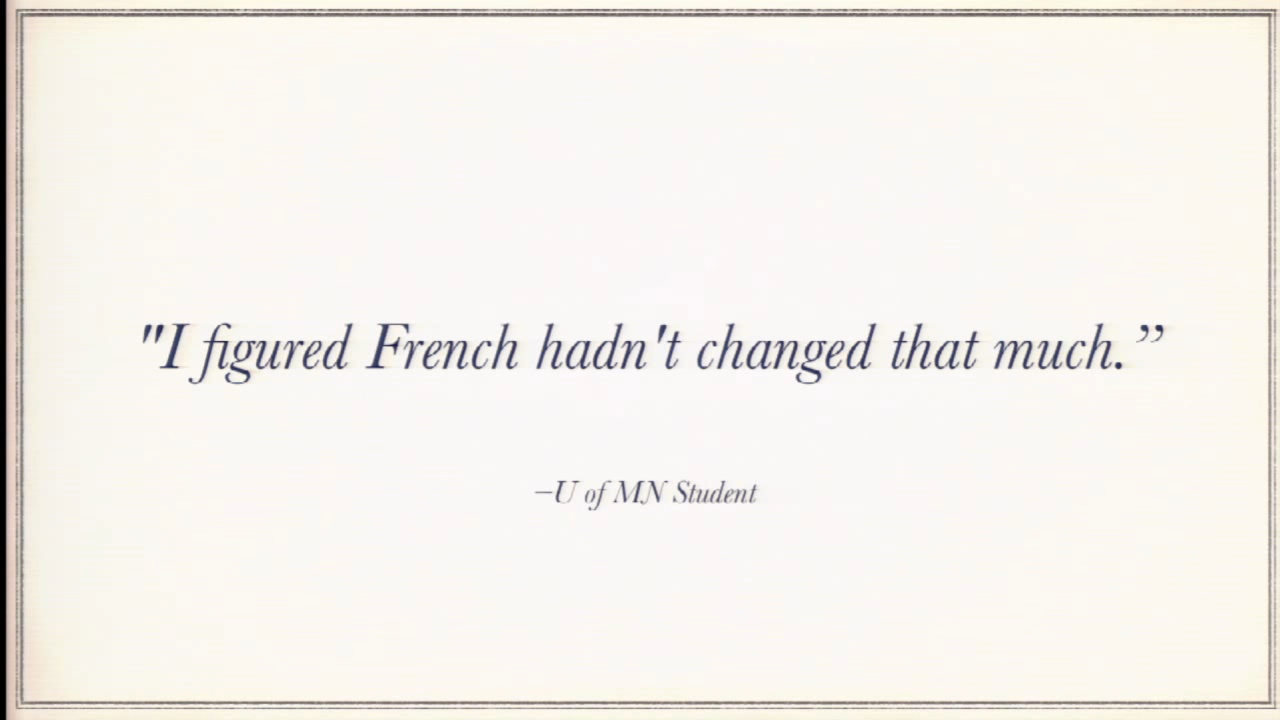 "I figured French hadn't changed that much.”
–U of MN Student